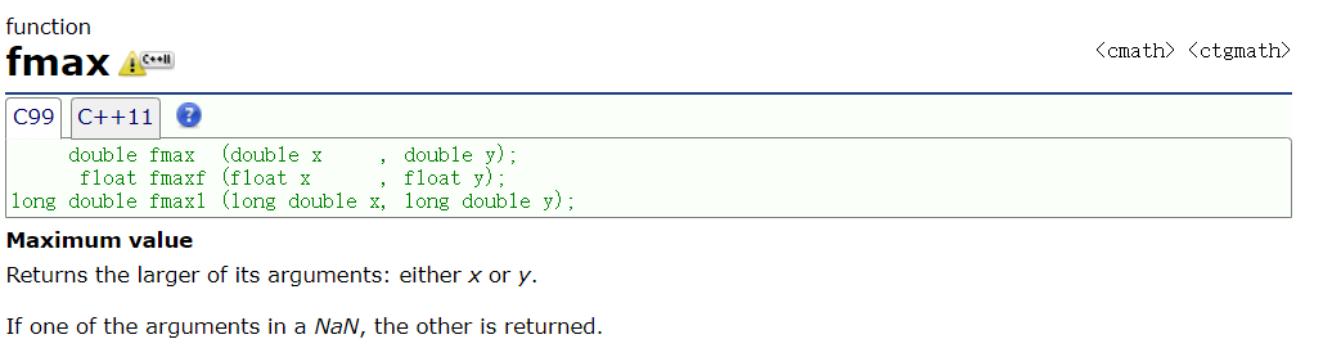 function
fmax C++11
<cmath> <ctgmath>
C99 C++11 ?
double fmax (double x , double y);
float fmaxf (float x , float y);
long double fmaxl (long double x, long double y);
Maximum value
Returns the larger of its arguments: either x or y.
If one of the arguments in a NaN, the other is returned.